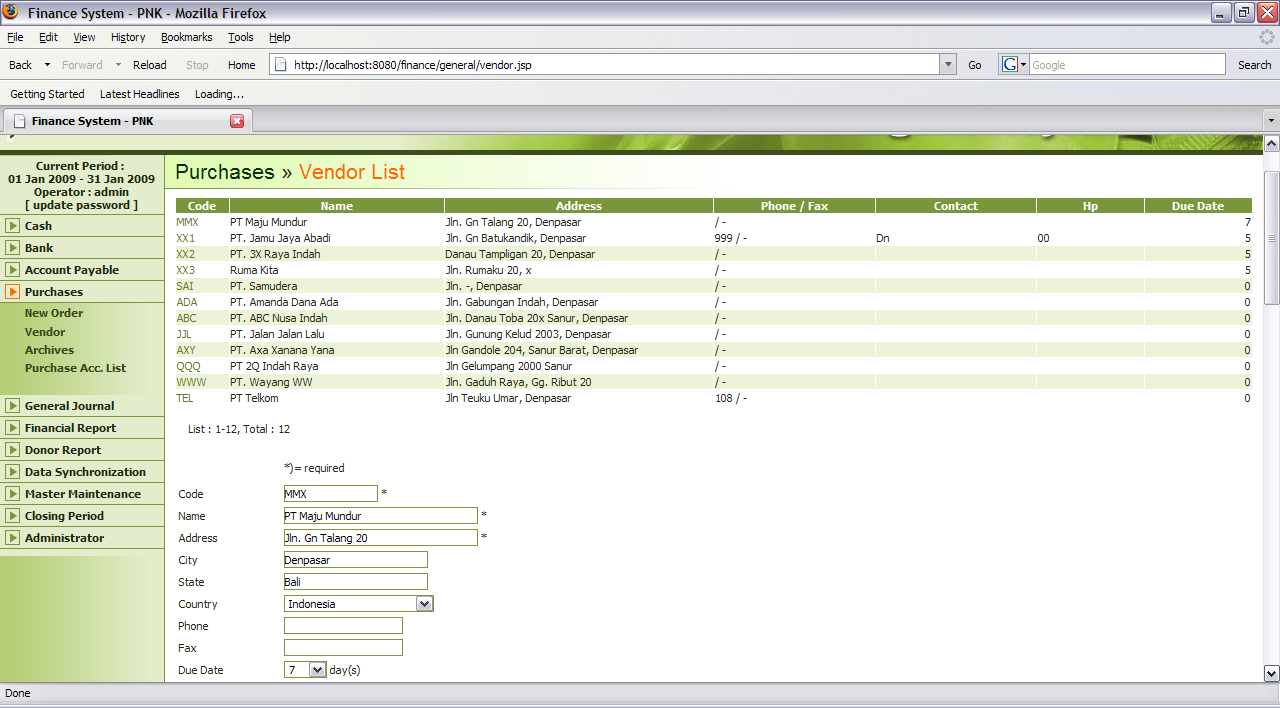 Finance System - PNK - Mozilla Firefox
File Edit View History Bookmarks Tools Help
Back Forward Reload Stop Home http://localhost:8080/finance/general/vendor.jsp Go G Google Search
Getting Started Latest Headlines Loading...
Finance System - PNK
Current Period :
01 Jan 2009 - 31 Jan 2009
Operator : admin
[ update password ]
Cash
Bank
Account Payable
Purchases
New Order
Vendor
Archives
Purchase Acc. List
General Journal
Financial Report
Donor Report
Data Synchronization
Master Maintenance
Closing Period
Administrator
Purchases » Vendor List
Code Name Address Phone / Fax Contact Hp Due Date
MMX PT Maju Mundur Jln. Gn Talang 20, Denpasar / - 7
XX1 PT. Jamu Jaya Abadi Jln. Gn Batukandik, Denpasar 999 / - Dn 00 5
XX2 PT. 3X Raya Indah Danau Tampligan 20, Denpasar / - 5
XX3 Ruma Kita Jln. Rumaku 20, x / - 5
SAI PT. Samudera Jln. -, Denpasar / - 0
ADA PT. Amanda Dana Ada Jln. Gabungan Indah, Denpasar / - 0
ABC PT. ABC Nusa Indah Jln. Danau Toba 20x Sanur, Denpasar / - 0
JJL PT. Jalan Jalan Lalu Jln. Gunung Kelud 2003, Denpasar / - 0
AXY PT. Axa Xanana Yana Jln Gandole 204, Sanur Barat, Denpasar / - 0
QQQ PT 2Q Indah Raya Jln Gelumpang 2000 Sanur / - 0
WWW PT. Wayang WW Jln. Gaduh Raya, Gg. Ribut 20 / - 0
TEL PT Telkom Jln Teuku Umar, Denpasar 108 / - 0
List : 1-12, Total : 12
*)= required
Code MMX *
Name PT Maju Mundur *
Address Jln. Gn Talang 20 *
City Denpasar
State Bali
Country Indonesia
Phone
Fax
Due Date 7 day(s)
Done